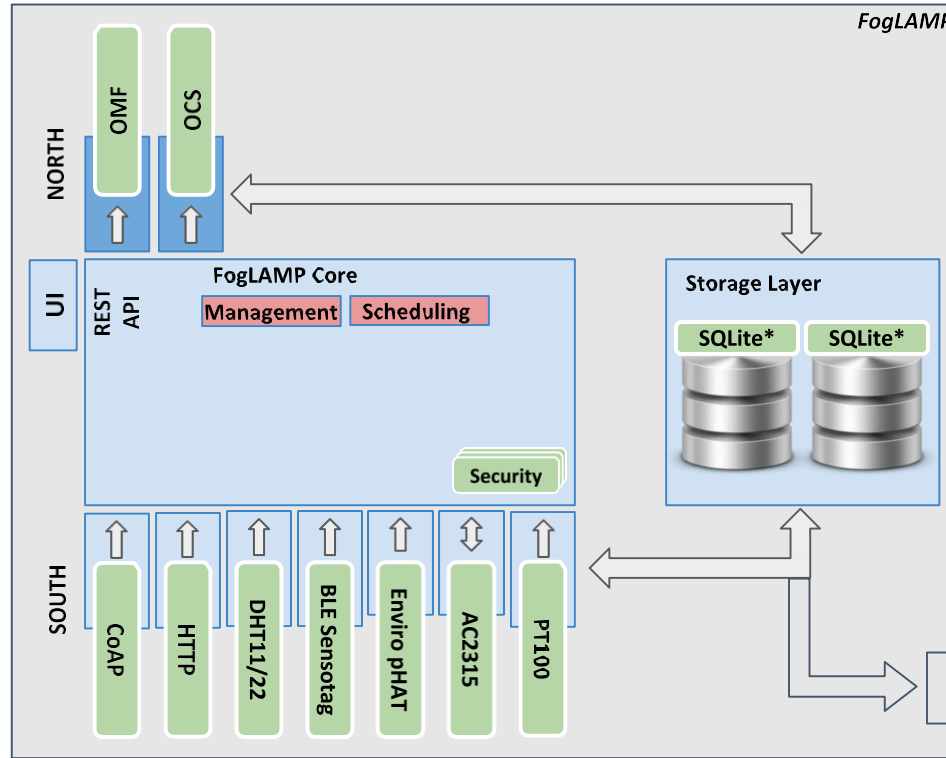 FogLAMP
NORTH
OMF
OCS
UI
REST
API
FogLAMP Core
Management
Scheduling
Security
Storage Layer
SQLite*
SQLite*
SOUTH
CoAP
HTTP
DHT11/22
BLE Sensotag
Enviro pHAT
AC2315
PT100